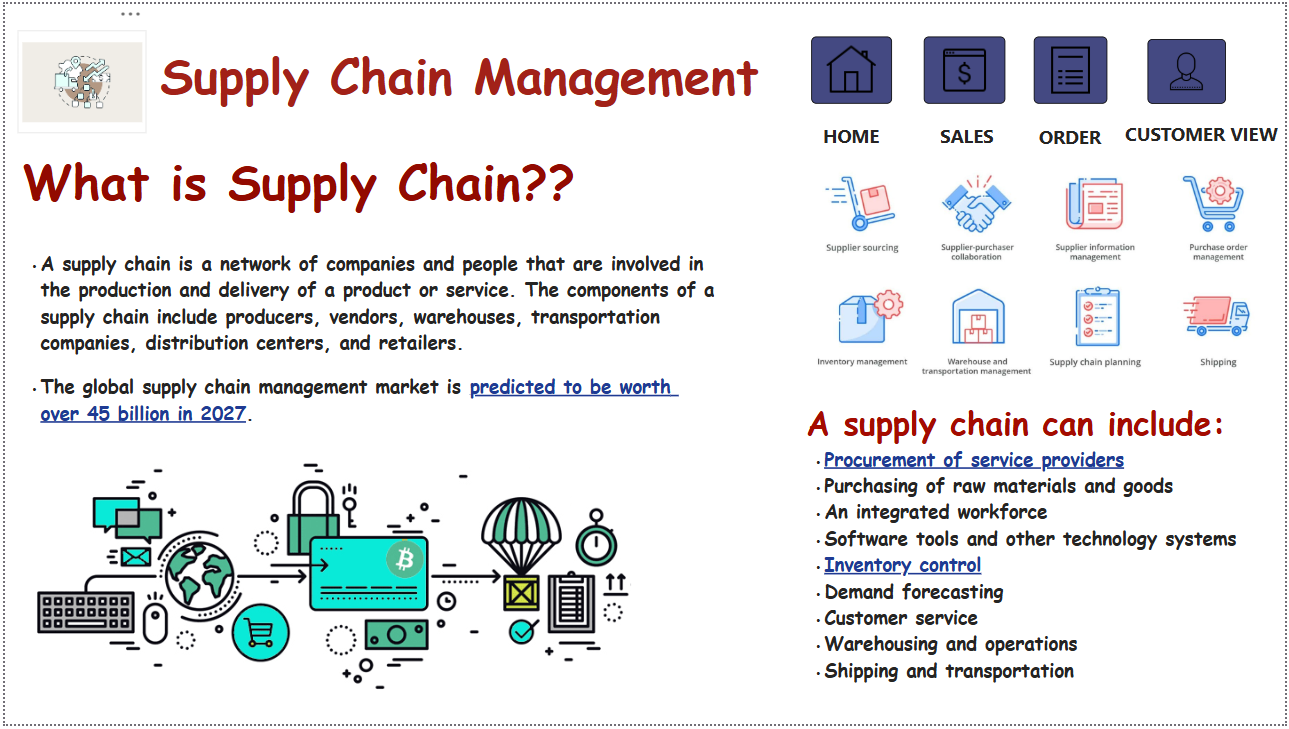 Supply Chain Management
HOME
SALES
ORDER
CUSTOMER VIEW
What is Supply Chain??
• A supply chain is a network of companies and people that are involved in
the production and delivery of a product or service. The components of a
supply chain include producers, vendors, warehouses, transportation
companies, distribution centers, and retailers.
• The global supply chain management market is predicted to be worth
over 45 billion in 2027.
Supplier sourcing
Supplier-purchaser
collaboration
Supplier information
management
Purchase order
management
Inventory management
Warehouse and
transportation management
Supply chain planning
Shipping
A supply chain can include:
• Procurement of service providers
• Purchasing of raw materials and goods
• An integrated workforce
• Software tools and other technology systems
• Inventory control
• Demand forecasting
• Customer service
• Warehousing and operations
• Shipping and transportation